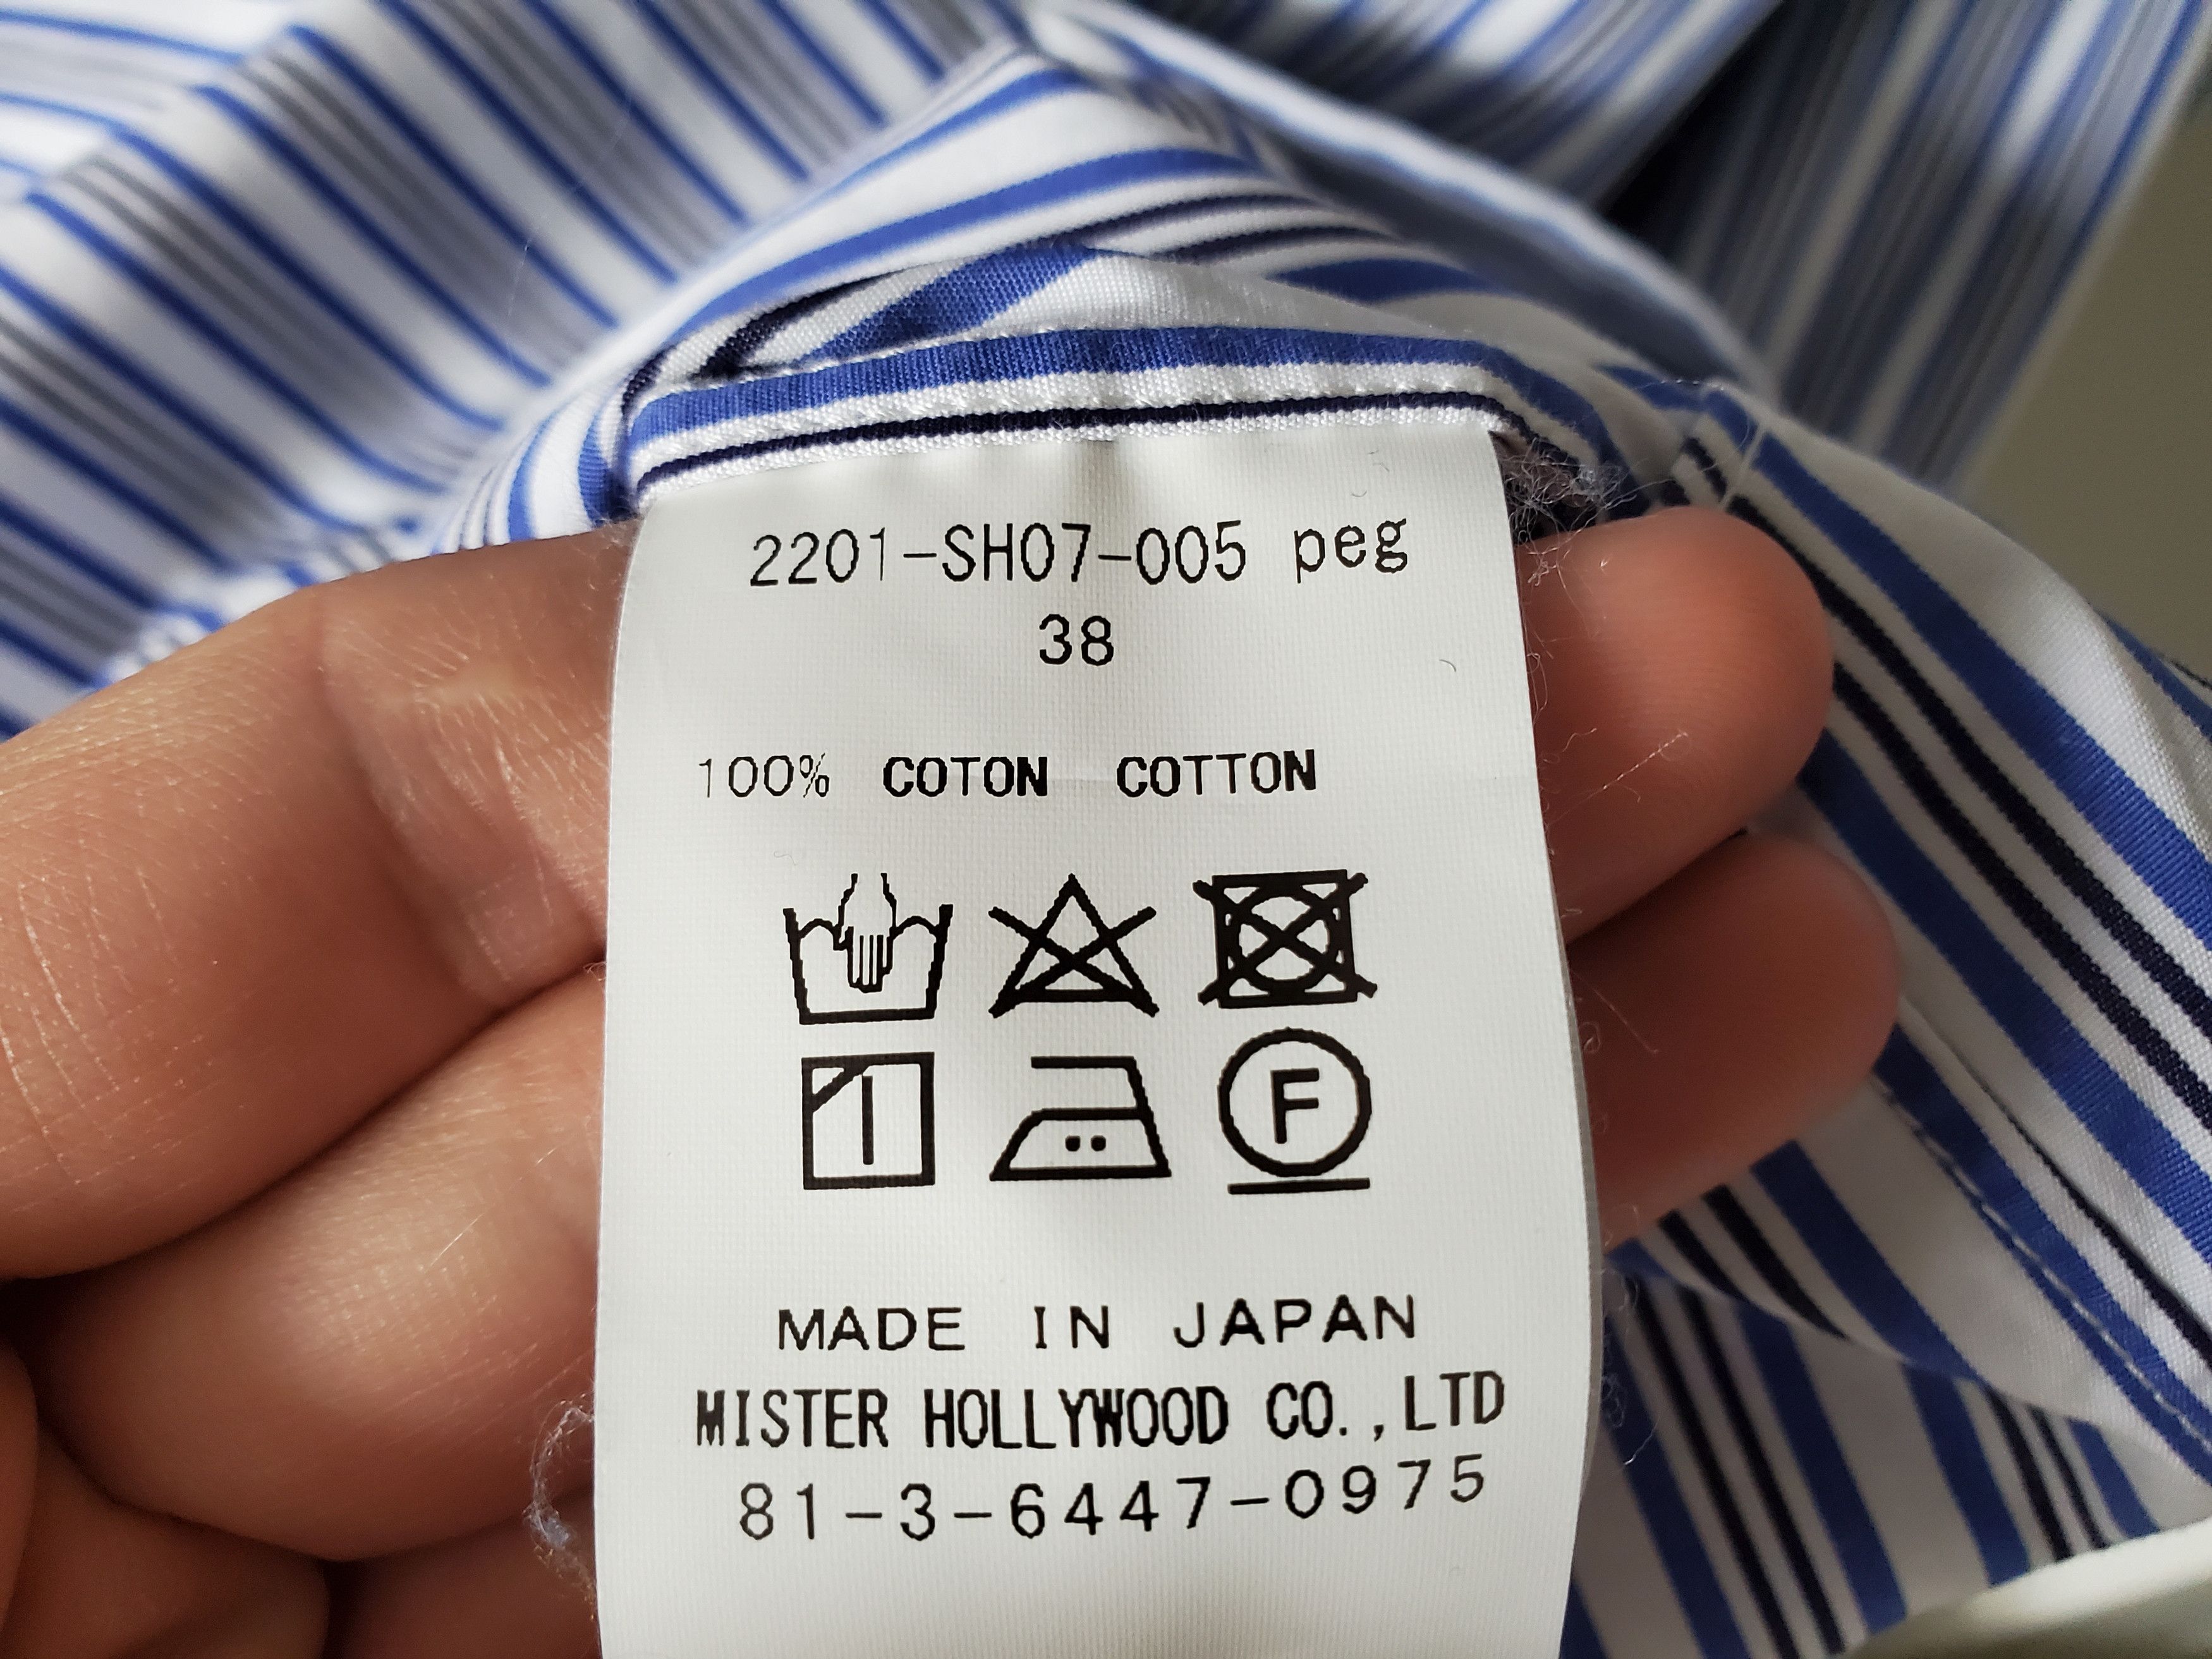 2201-SH07-005 peg
38
100% COTON COTTON
F
MADE IN JAPAN
MISTER HOLLYWOOD CO.,LTD
81-3-6447-0975